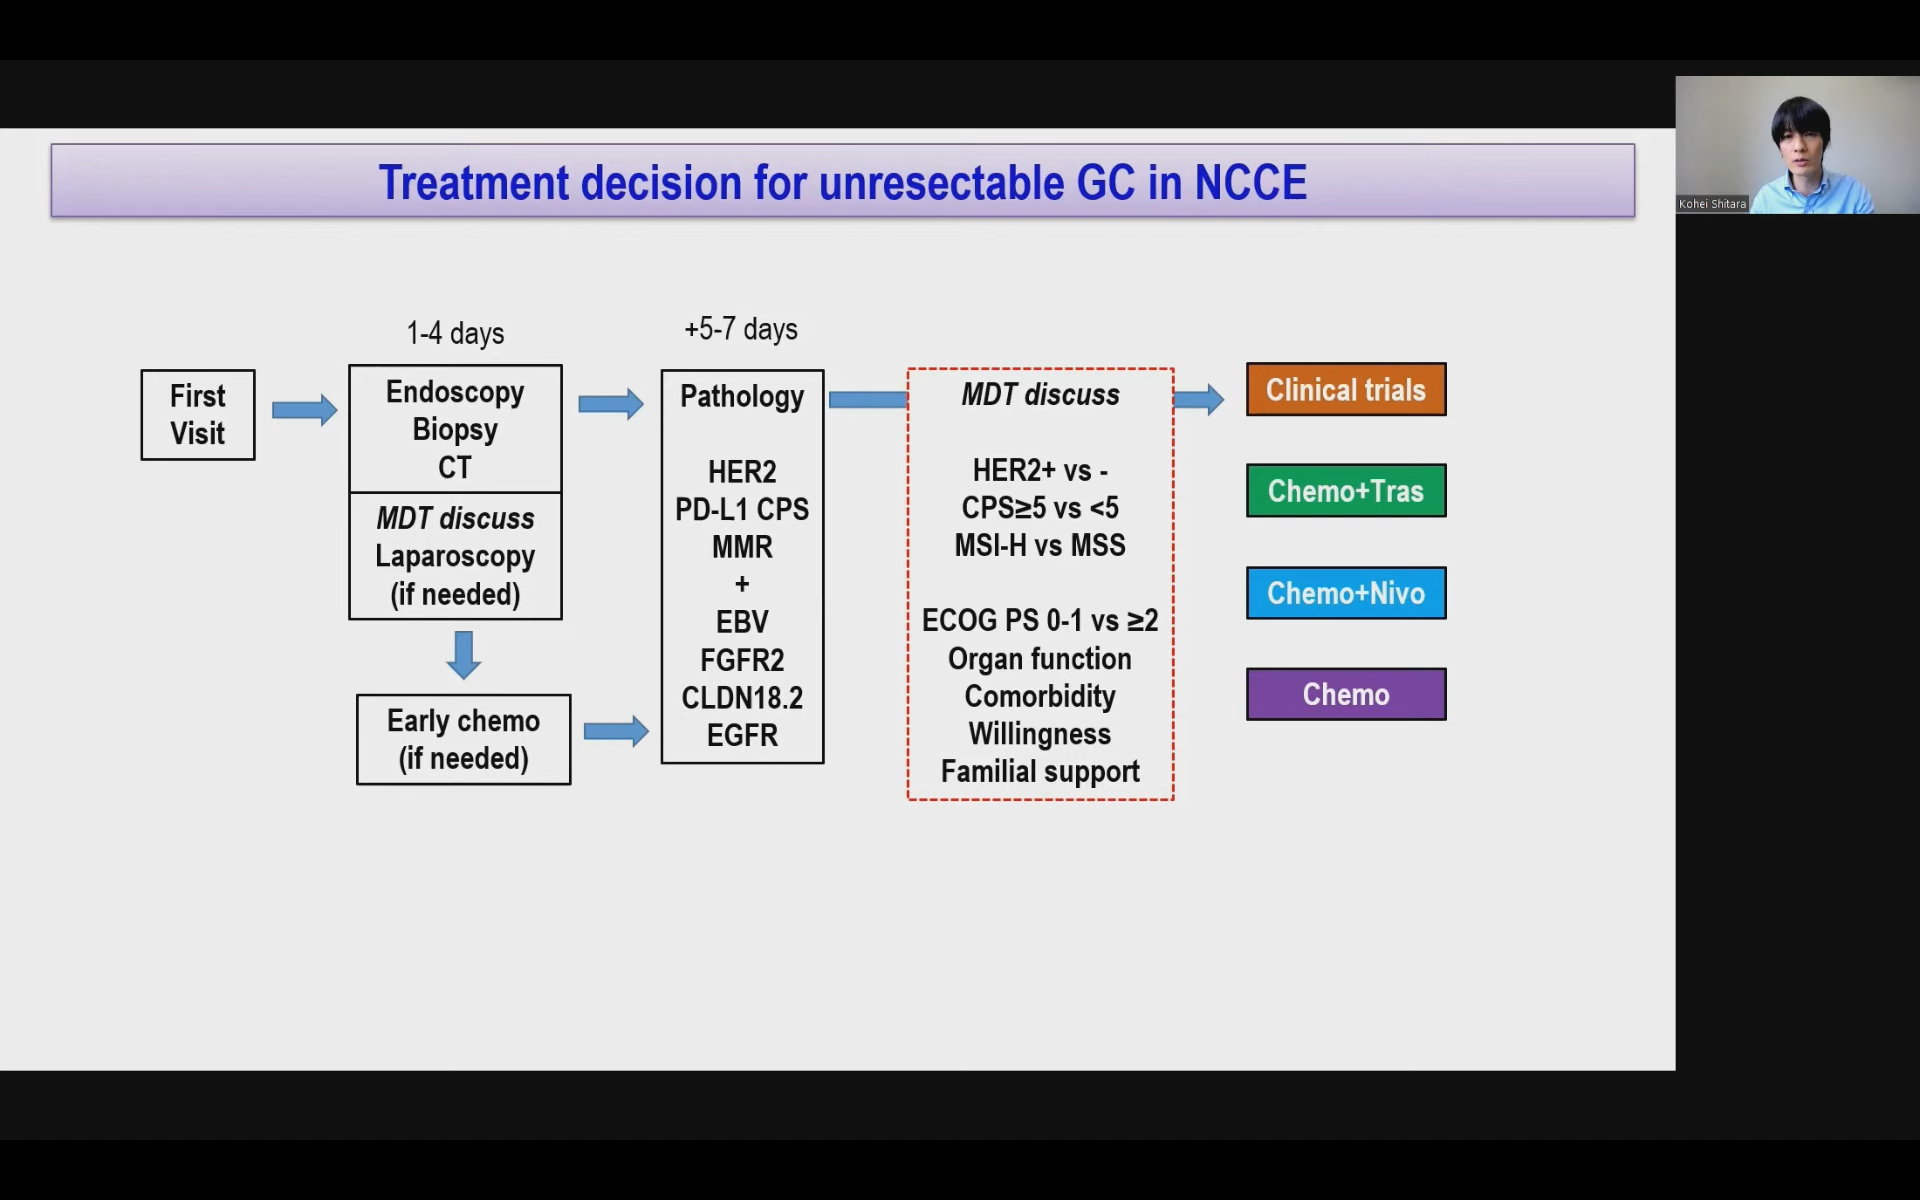 Treatment decision for unresectable GC in NCCE
Kohei Shitara
1-4 days
+5-7 days
First
Visit
Endoscopy
Biopsy
CT
MDT discuss
Laparoscopy
(if needed)
Early chemo
(if needed)
Pathology
HER2
PD-L1 CPS
MMR
+
EBV
FGFR2
CLDN18.2
EGFR
MDT discuss
HER2+ vs -
CPS≥5 vs <5
MSI-H vs MSS
ECOG PS 0-1 vs ≥2
Organ function
Comorbidity
Willingness
Familial support
Clinical trials
Chemo+Tras
Chemo+Nivo
Chemo